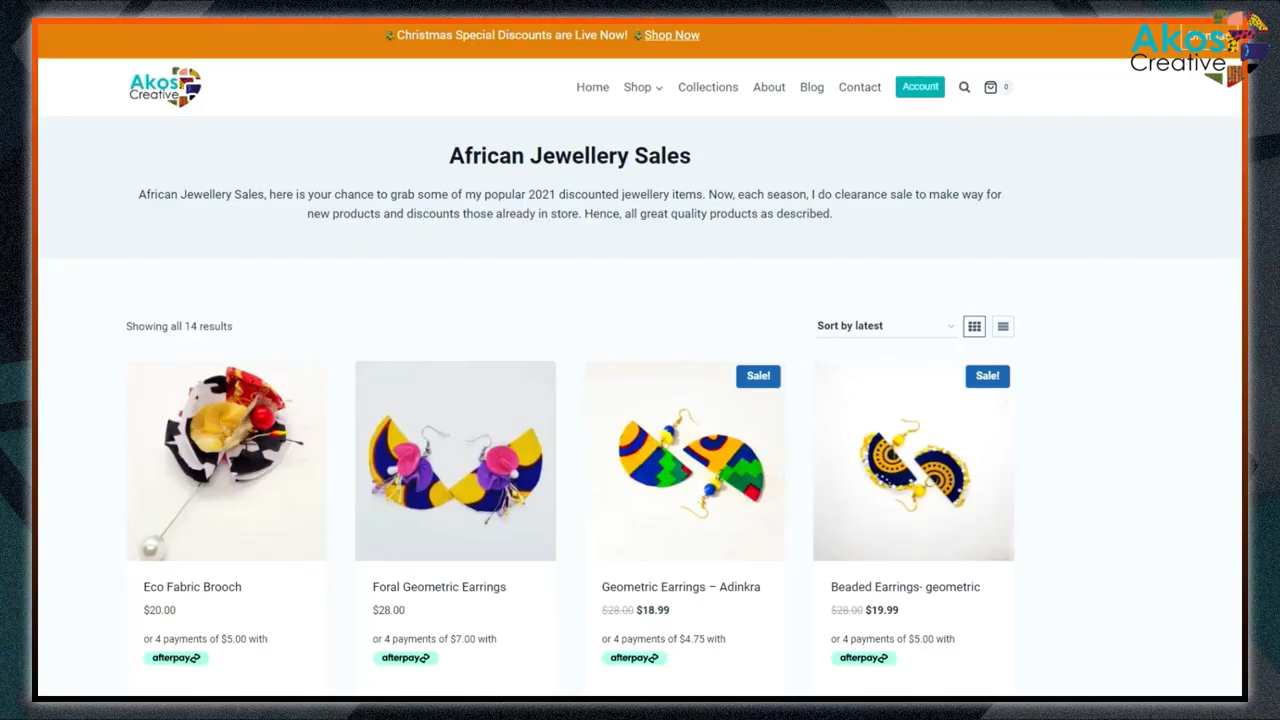 🎄Christmas Special Discounts are Live Now! 🎄Shop Now
Akos
Creative
Akos
Creative
Home Shop Collections About Blog Contact Account 0
African Jewellery Sales
African Jewellery Sales, here is your chance to grab some of my popular 2021 discounted jewellery items. Now, each season, I do clearance sale to make way for
new products and discounts those already in store. Hence, all great quality products as described.
Showing all 14 results
Sort by latest
Sale!
Sale!
Eco Fabric Brooch
$20.00
or 4 payments of $5.00 with
afterpay
Foral Geometric Earrings
$28.00
or 4 payments of $7.00 with
afterpay
Geometric Earrings – Adinkra
$28.00 $18.99
or 4 payments of $4.75 with
afterpay
Beaded Earrings- geometric
$28.00 $19.99
or 4 payments of $5.00 with
afterpay